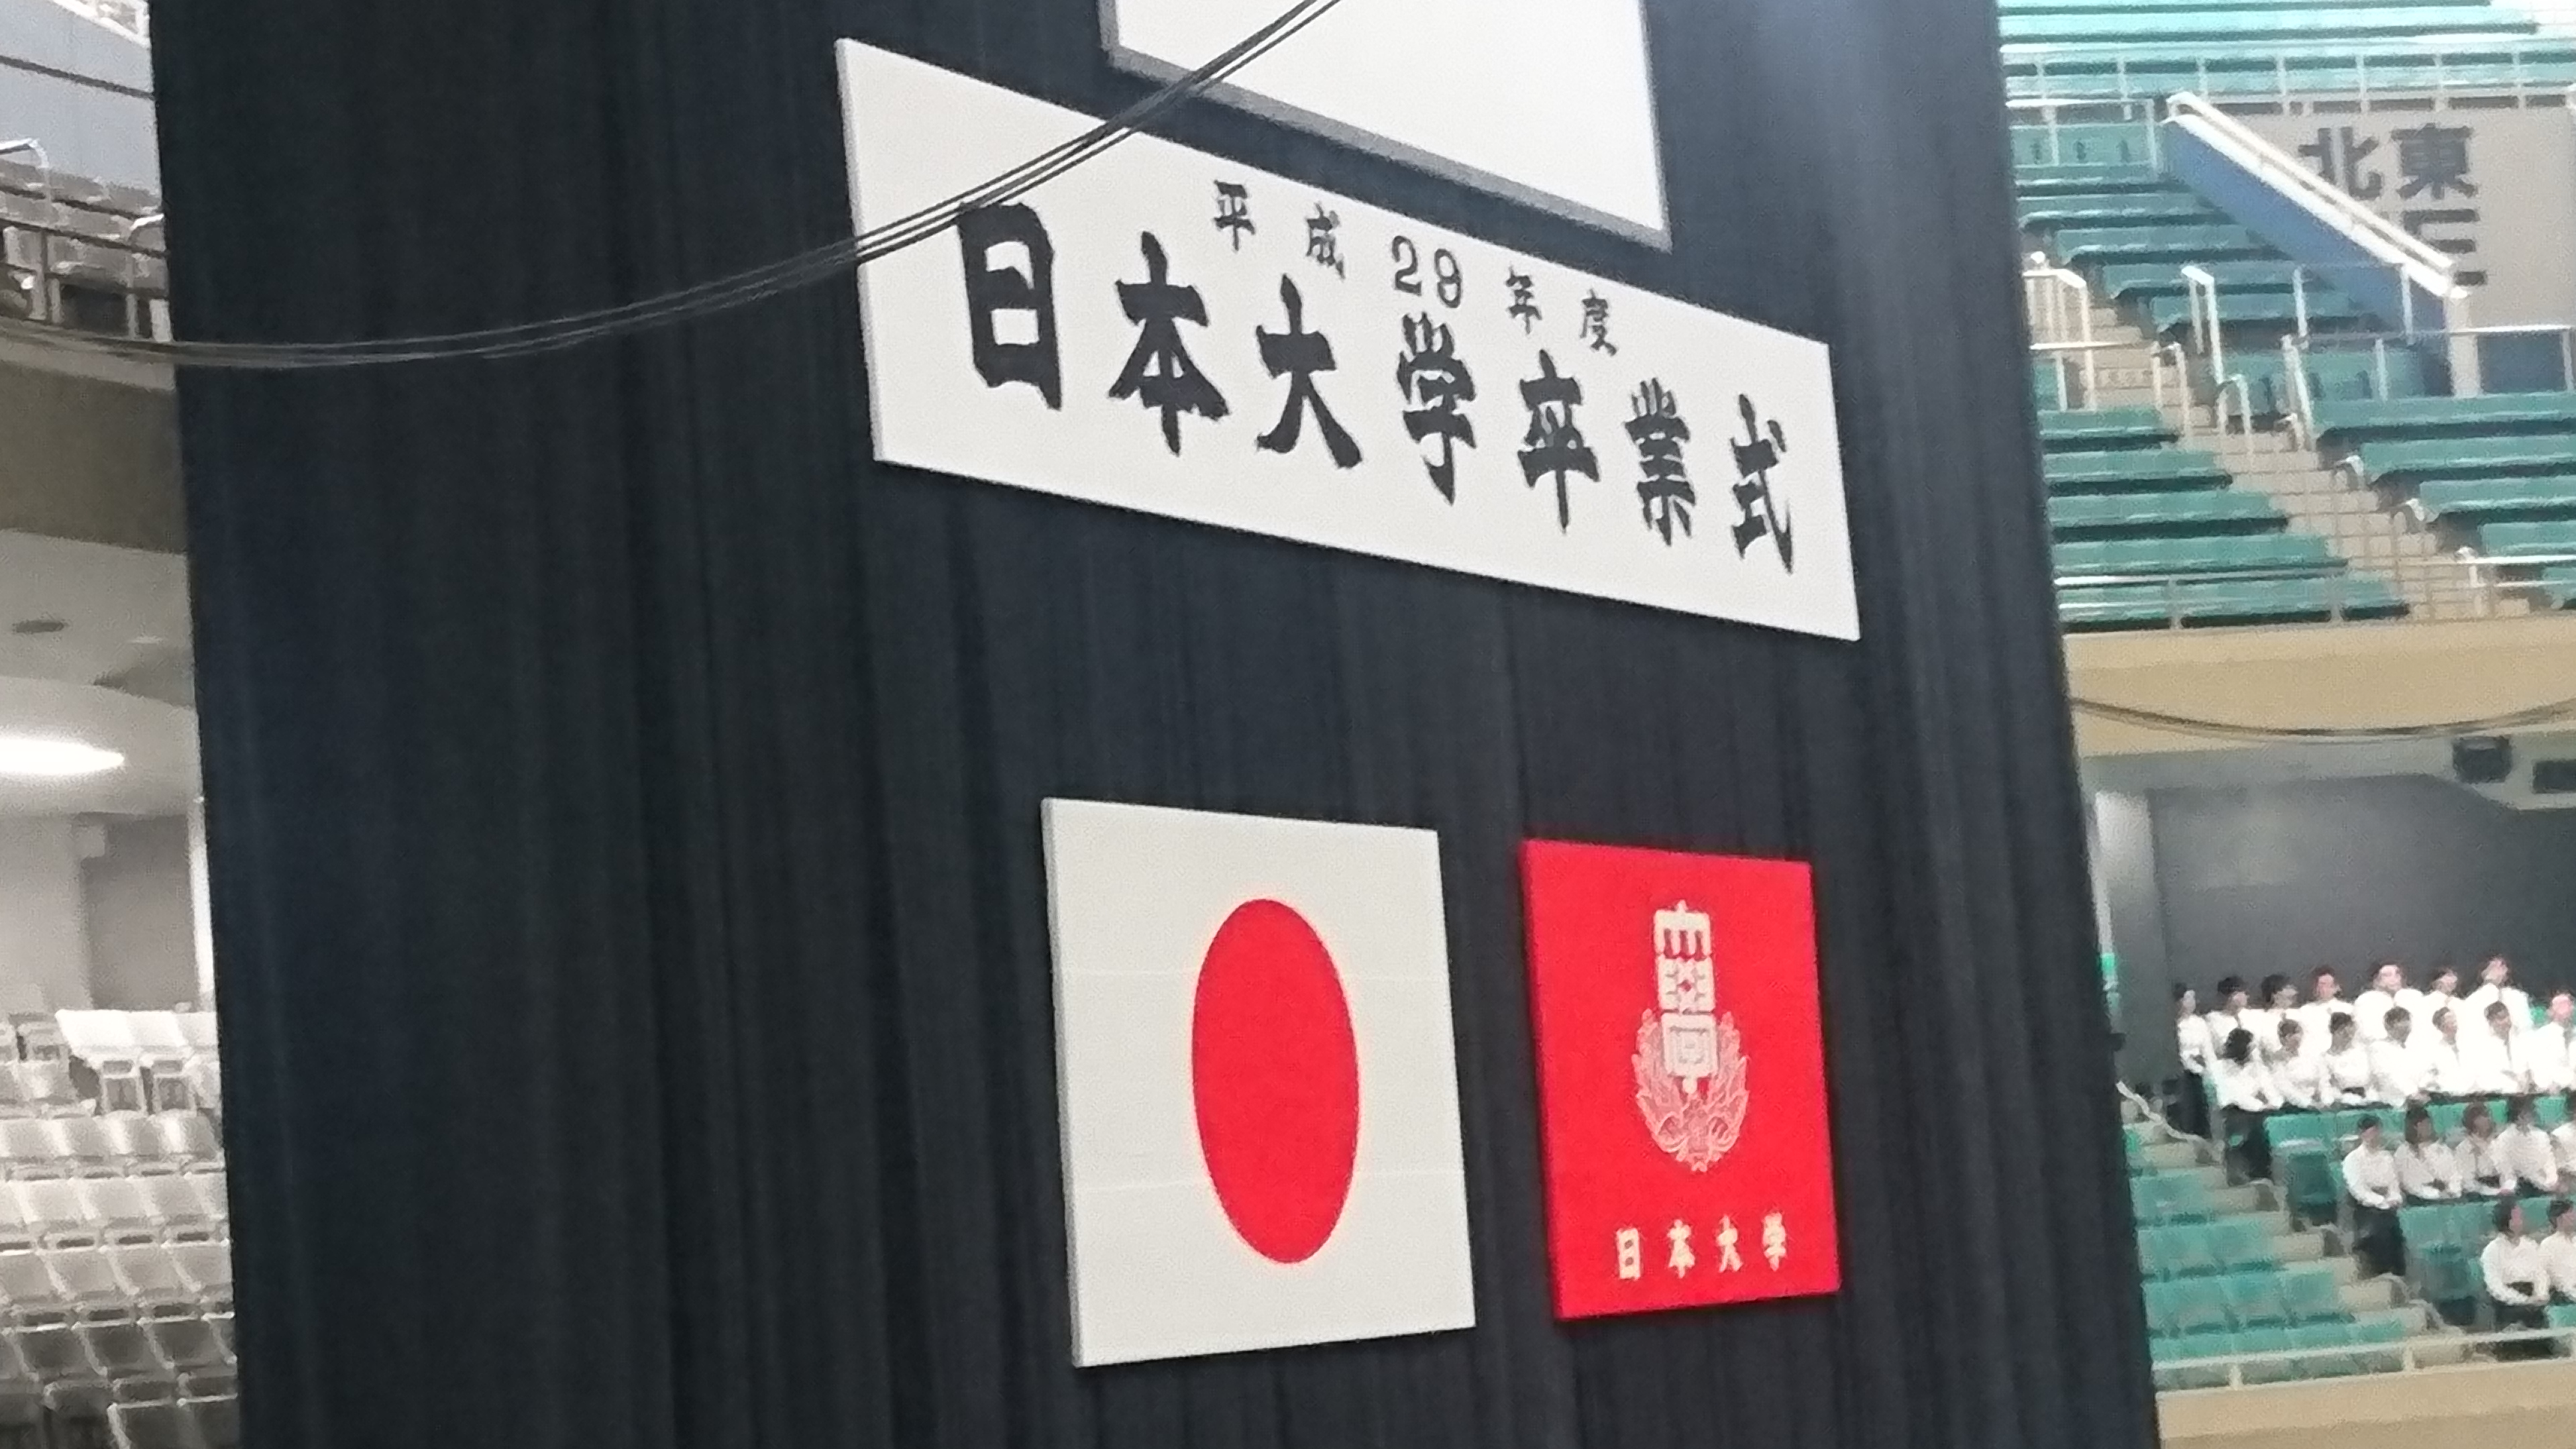 平成29年度
日本大学卒業式
日本大学
北東